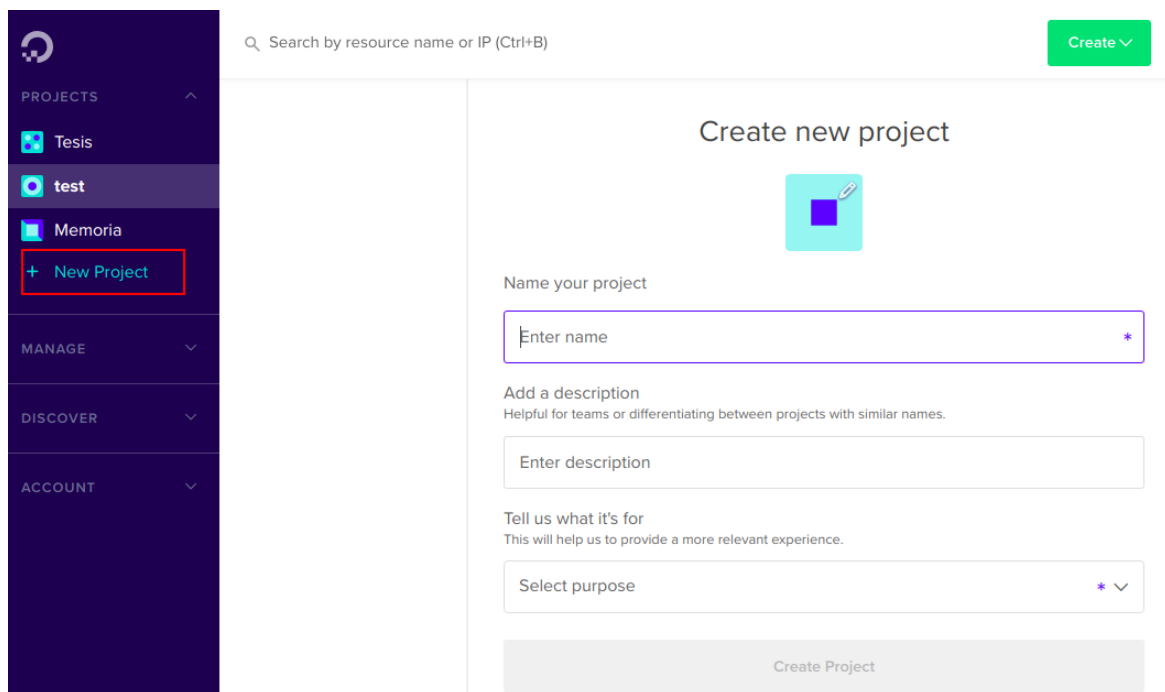 Search by resource name or IP (Ctrl+B)
Create
PROJECTS
Tesis
test
Memoria
+ New Project
MANAGE
DISCOVER
ACCOUNT
Create new project
Name your project
Enter name *
Add a description
Helpful for teams or differentiating between projects with similar names.
Enter description
Tell us what it's for
This will help us to provide a more relevant experience.
Select purpose *
Create Project